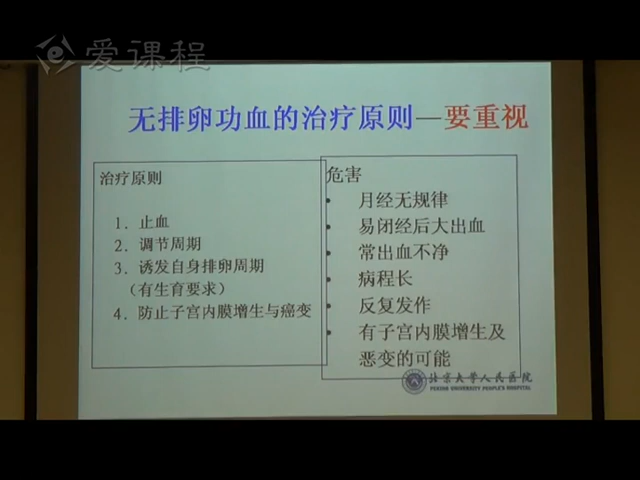 爱课程
无排卵功血的治疗原则—要重视
治疗原则
1．止血
2．调节周期
3．诱发自身排卵周期
（有生育要求）
4．防止子宫内膜增生与癌变
危害
• 月经无规律
• 易闭经后大出血
• 常出血不净
• 病程长
• 反复发作
• 有子宫内膜增生及
恶变的可能
北京大学人民医院
PEKING UNIVERSITY PEOPLE'S HOSPITAL